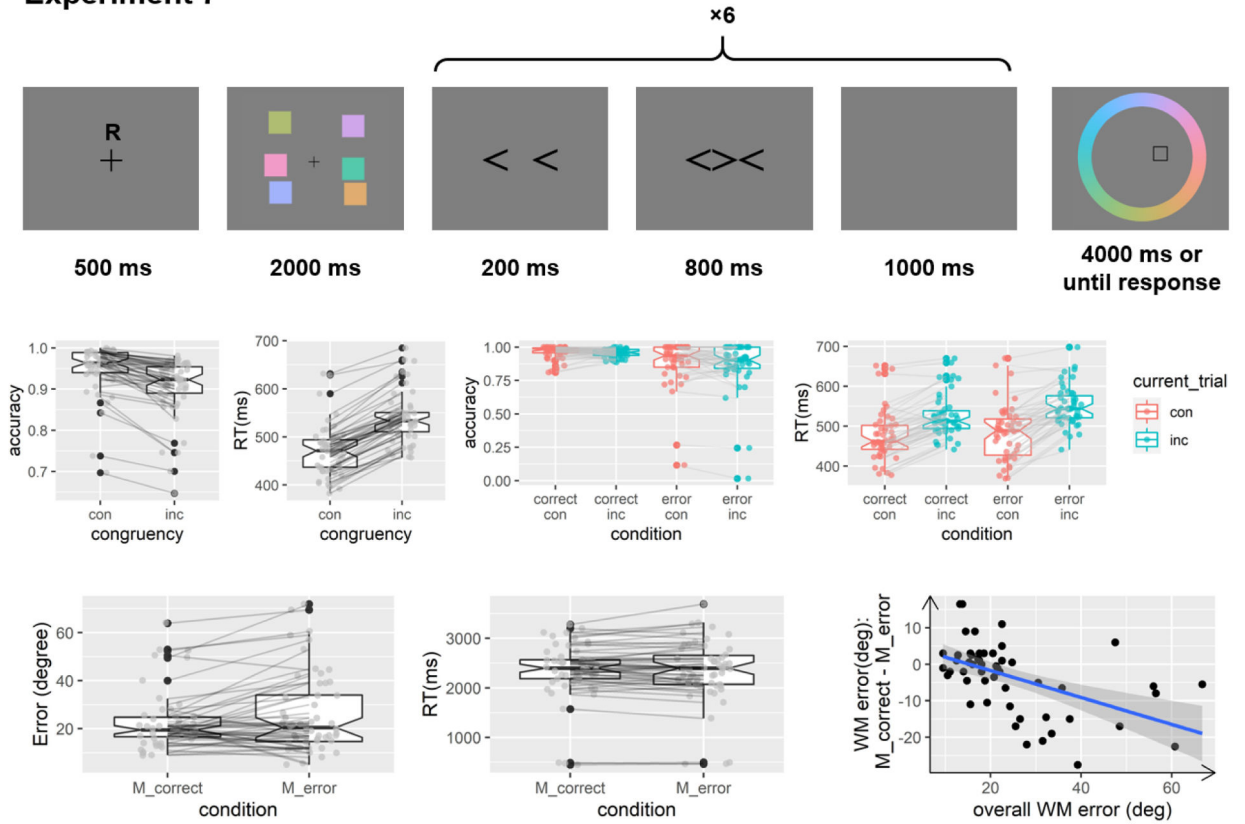 ×6
R
+
+
< <
<><
500 ms
2000 ms
200 ms
800 ms
1000 ms
4000 ms or
until response
1.0
0.9
0.8
0.7
accuracy
con
inc
congruency
700
600
500
400
RT(ms)
con
inc
congruency
1.00
0.75
0.50
0.25
0.00
accuracy
correct
con
correct
inc
error
con
error
inc
condition
700
600
500
400
RT(ms)
correct
con
correct
inc
error
con
error
inc
condition
current_trial
con
inc
60
40
20
Error (degree)
M_correct
M_error
condition
3000
2000
1000
RT(ms)
M_correct
M_error
condition
WM error(deg):
M_correct - M_error
10
0
-10
-20
20
40
60
overall WM error (deg)